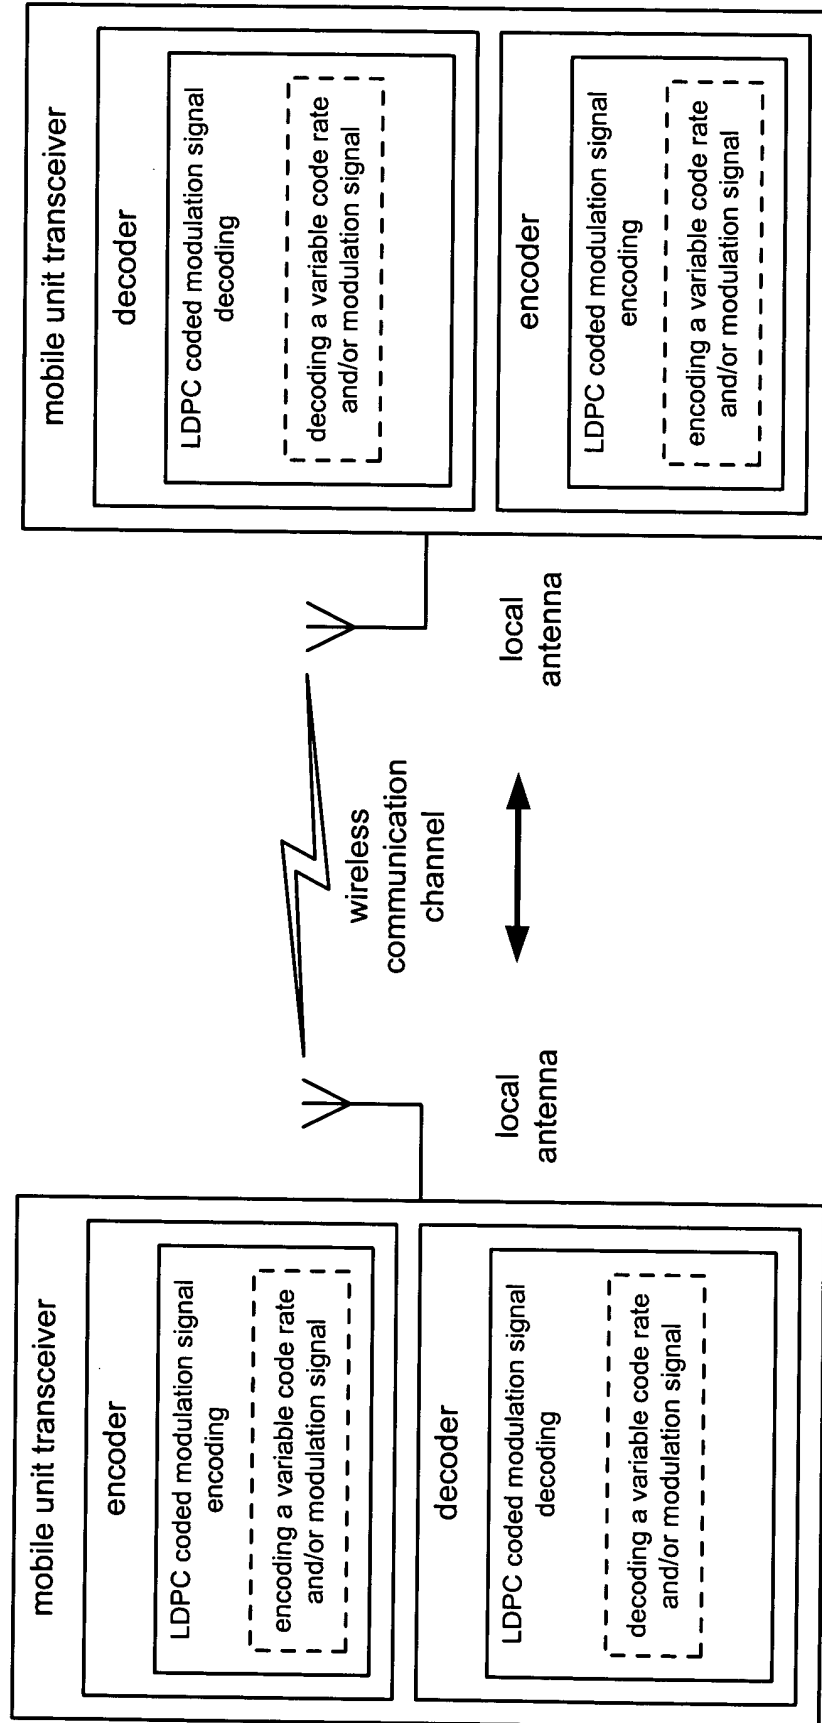 mobile unit transceiver
encoder
LDPC coded modulation signal
encoding
encoding a variable code rate
and/or modulation signal
decoder
LDPC coded modulation signal
decoding
decoding a variable code rate
and/or modulation signal
local
antenna
wireless
communication
channel
local
antenna
mobile unit transceiver
decoder
LDPC coded modulation signal
decoding
decoding a variable code rate
and/or modulation signal
encoder
LDPC coded modulation signal
encoding
encoding a variable code rate
and/or modulation signal